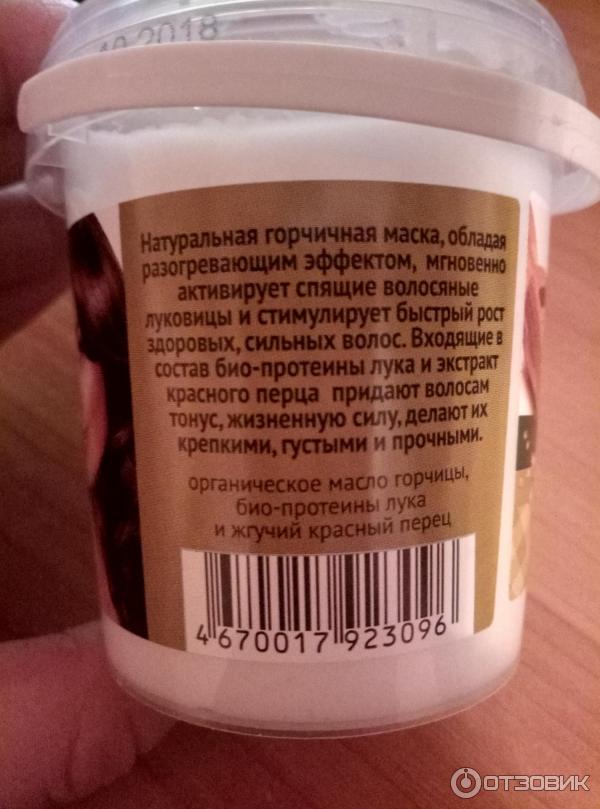 10.2018
Натуральная горчичная маска, обладая
разогревающим эффектом, мгновенно
активирует спящие волосяные
луковицы и стимулирует быстрый рост
здоровых, сильных волос. Входящие в
состав био-протеины лука и экстракт
красного перца придают волосам
тонус, жизненную силу, делают их
крепкими, густыми и прочными.
органическое масло горчицы,
био-протеины лука
и жгучий красный перец
4 670017 923096
ОТЗОВИК